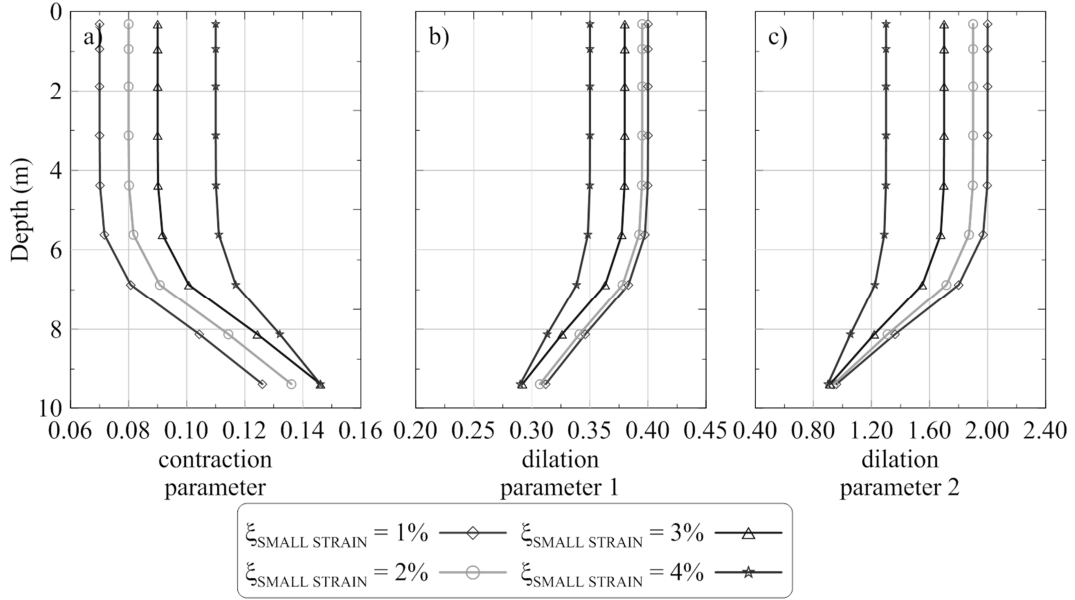 0
2
4
6
8
10
Depth (m)
a)
b)
c)
0.06 0.08 0.10 0.12 0.14 0.16
0.20 0.25 0.30 0.35 0.40 0.45
0.40 0.80 1.20 1.60 2.00 2.40
contraction
parameter
dilation
parameter 1
dilation
parameter 2
ξSMALL STRAIN = 1%
ξSMALL STRAIN = 3%
ξSMALL STRAIN = 2%
ξSMALL STRAIN = 4%